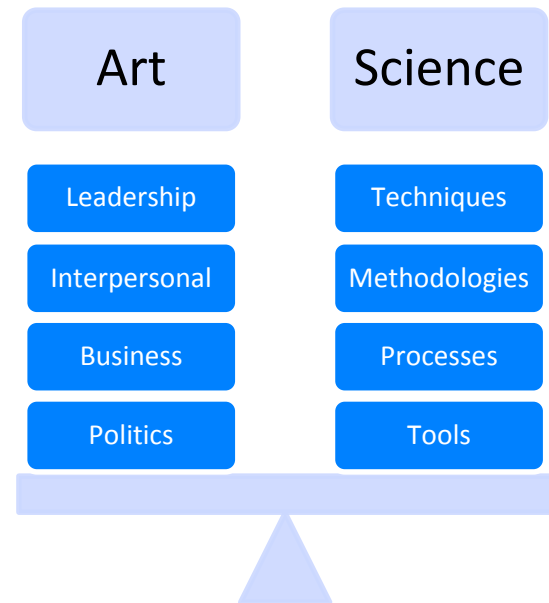 Art
Leadership
Interpersonal
Business
Politics
Science
Techniques
Methodologies
Processes
Tools